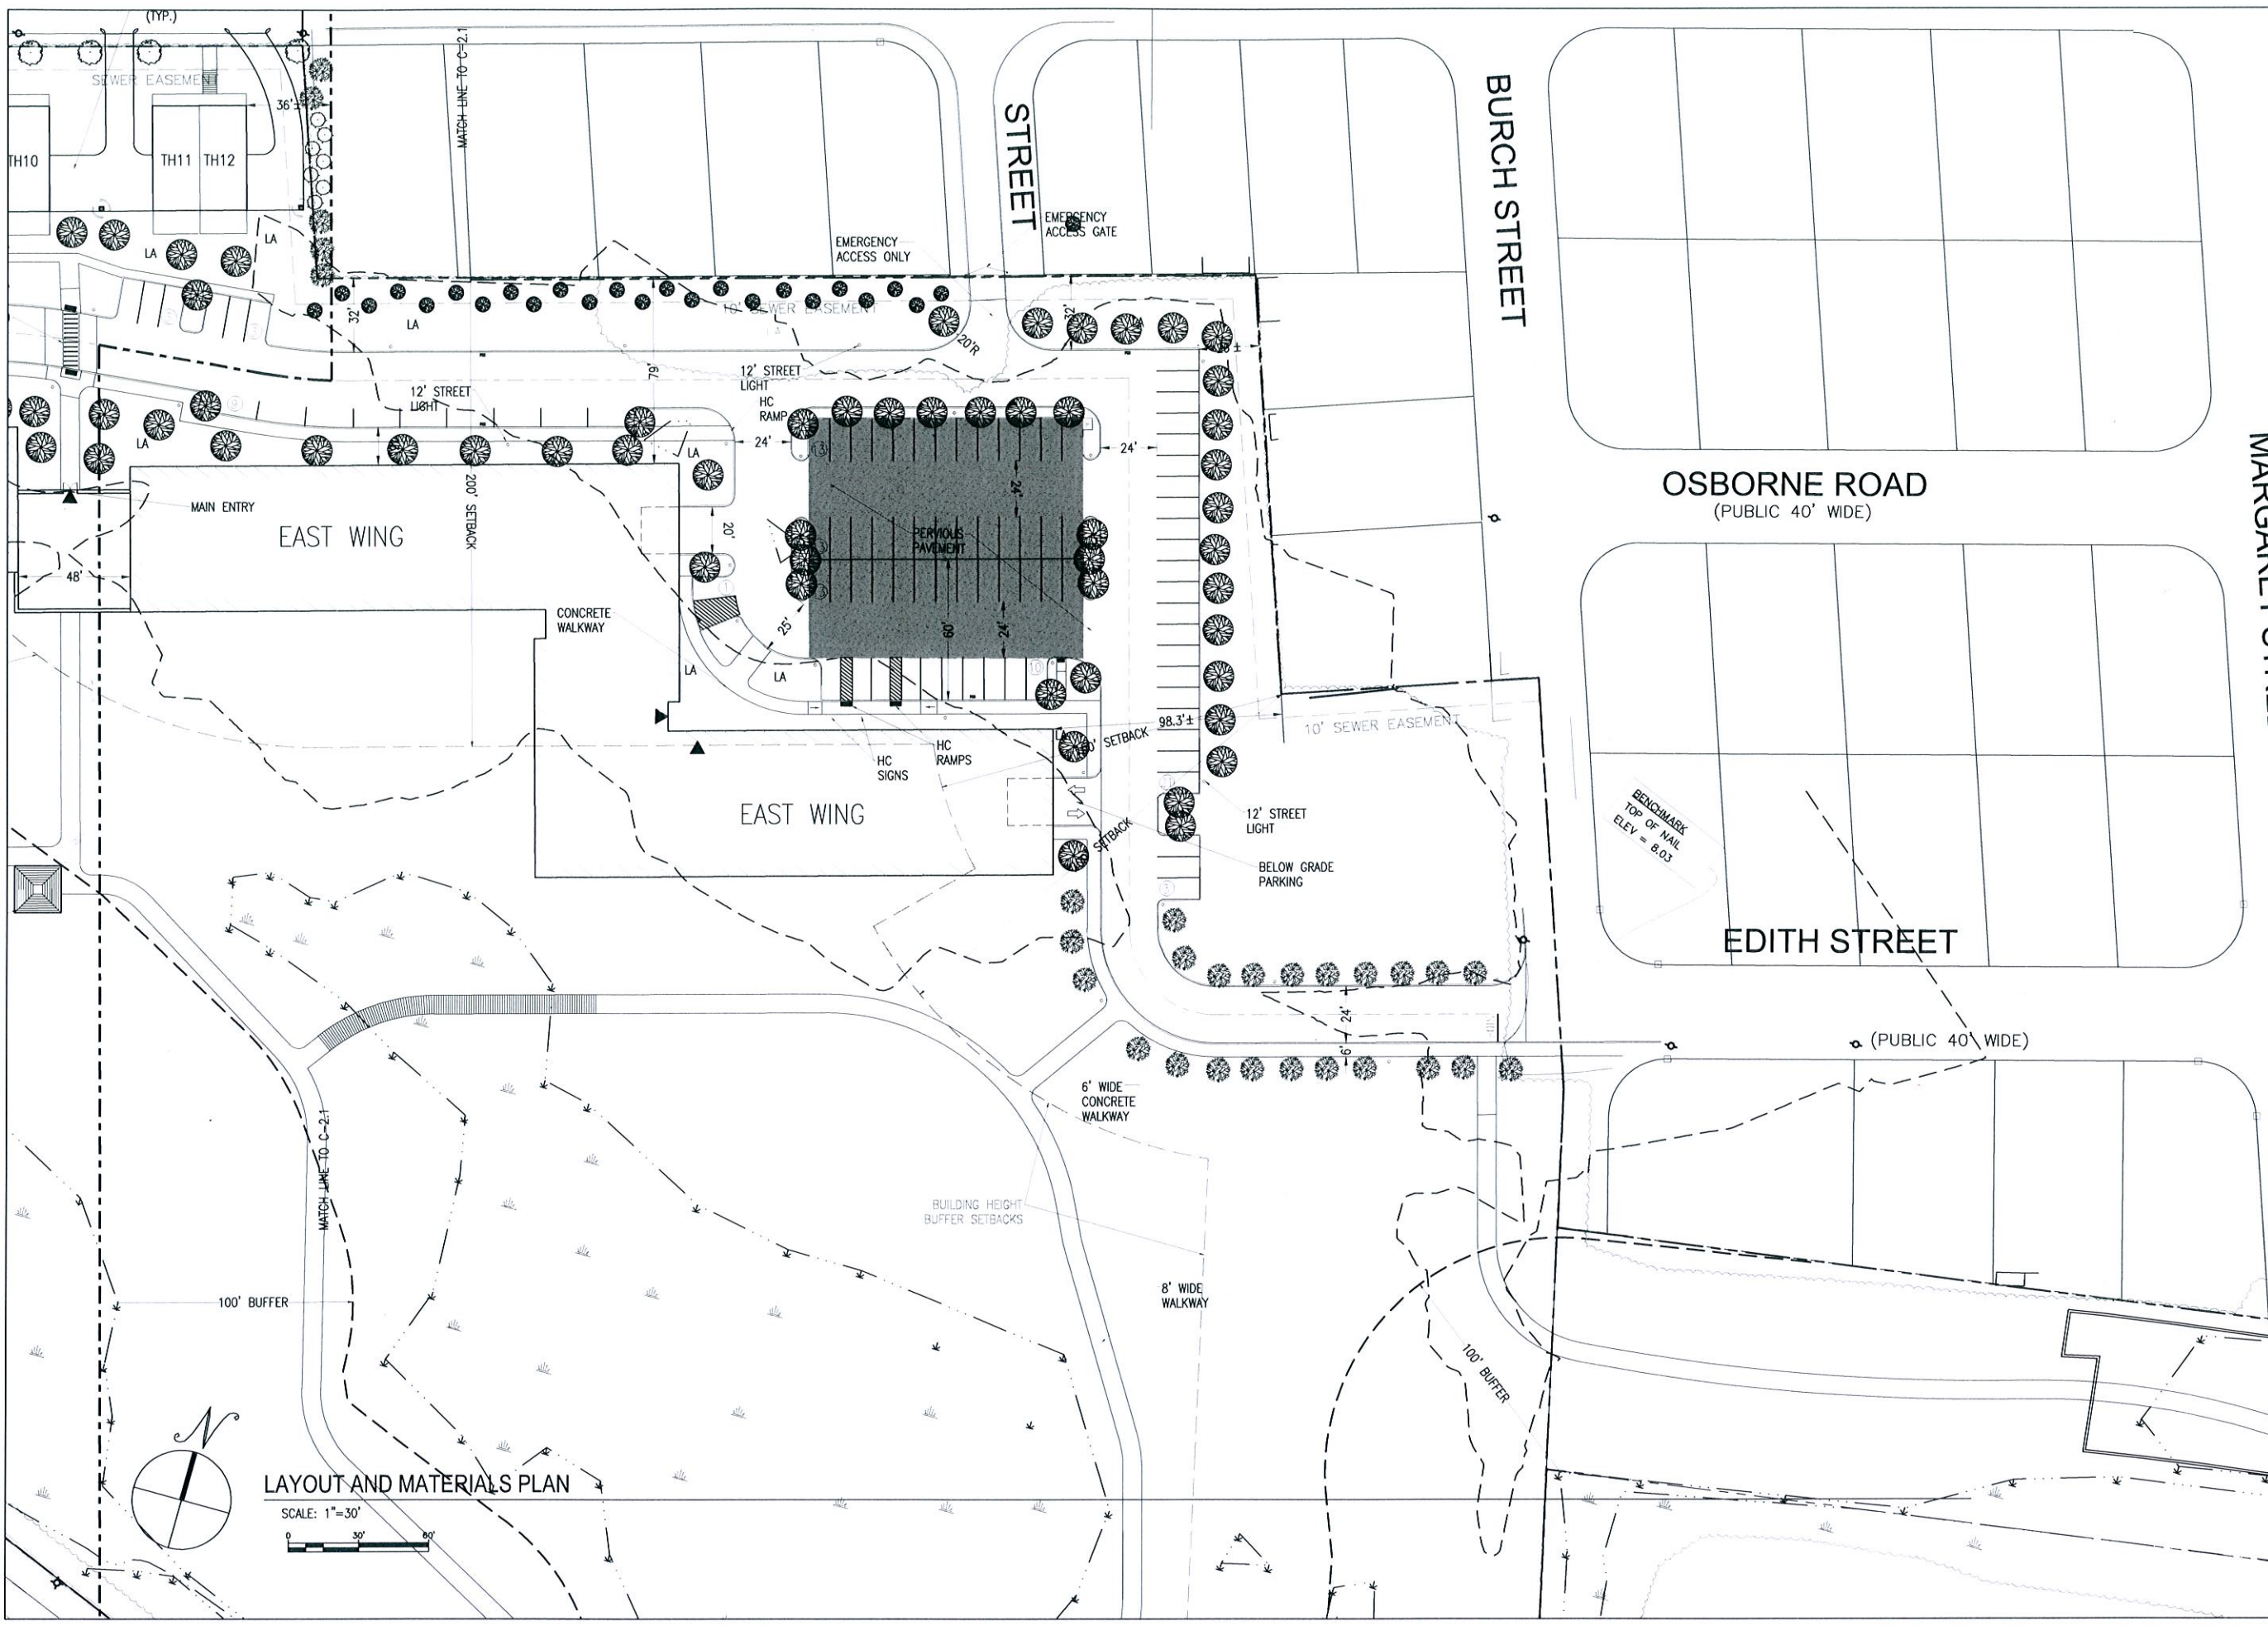 (TYP.)
SEWER EASEMENT
36'±
TH10
TH11
TH12
MATCH LINE TO C-2.1
STREET
BURCH STREET
EMERGENCY
ACCESS GATE
EMERGENCY
ACCESS ONLY
LA
LA
32'
LA
10' SEWER EASEMENT
32'
LA
20'R
79'
12' STREET
LIGHT
12' STREET
LIGHT
HC
RAMP
9
LA
24'
13
24'
LA
OSBORNE ROAD
(PUBLIC 40' WIDE)
MAIN ENTRY
200' SETBACK
EAST WING
24'
20'
PERVIOUS
PAVEMENT
48'
CONCRETE
WALKWAY
25'
60'
24'
LA
LA
10
98.3'±
10' SEWER EASEMENT
LA
SETBACK
HC
RAMPS
HC
SIGNS
EAST WING
12' STREET
LIGHT
SETBACK
BENCHMARK
TOP OF NAIL
ELEV = 8.03
BELOW GRADE
PARKING
EDITH STREET
24'
6'
(PUBLIC 40' WIDE)
6' WIDE
CONCRETE
WALKWAY
MATCH LINE TO C-2.1
BUILDING HEIGHT
BUFFER SETBACKS
100' BUFFER
8' WIDE
WALKWAY
100' BUFFER
N
LAYOUT AND MATERIALS PLAN
SCALE: 1"=30'
0 30' 60'